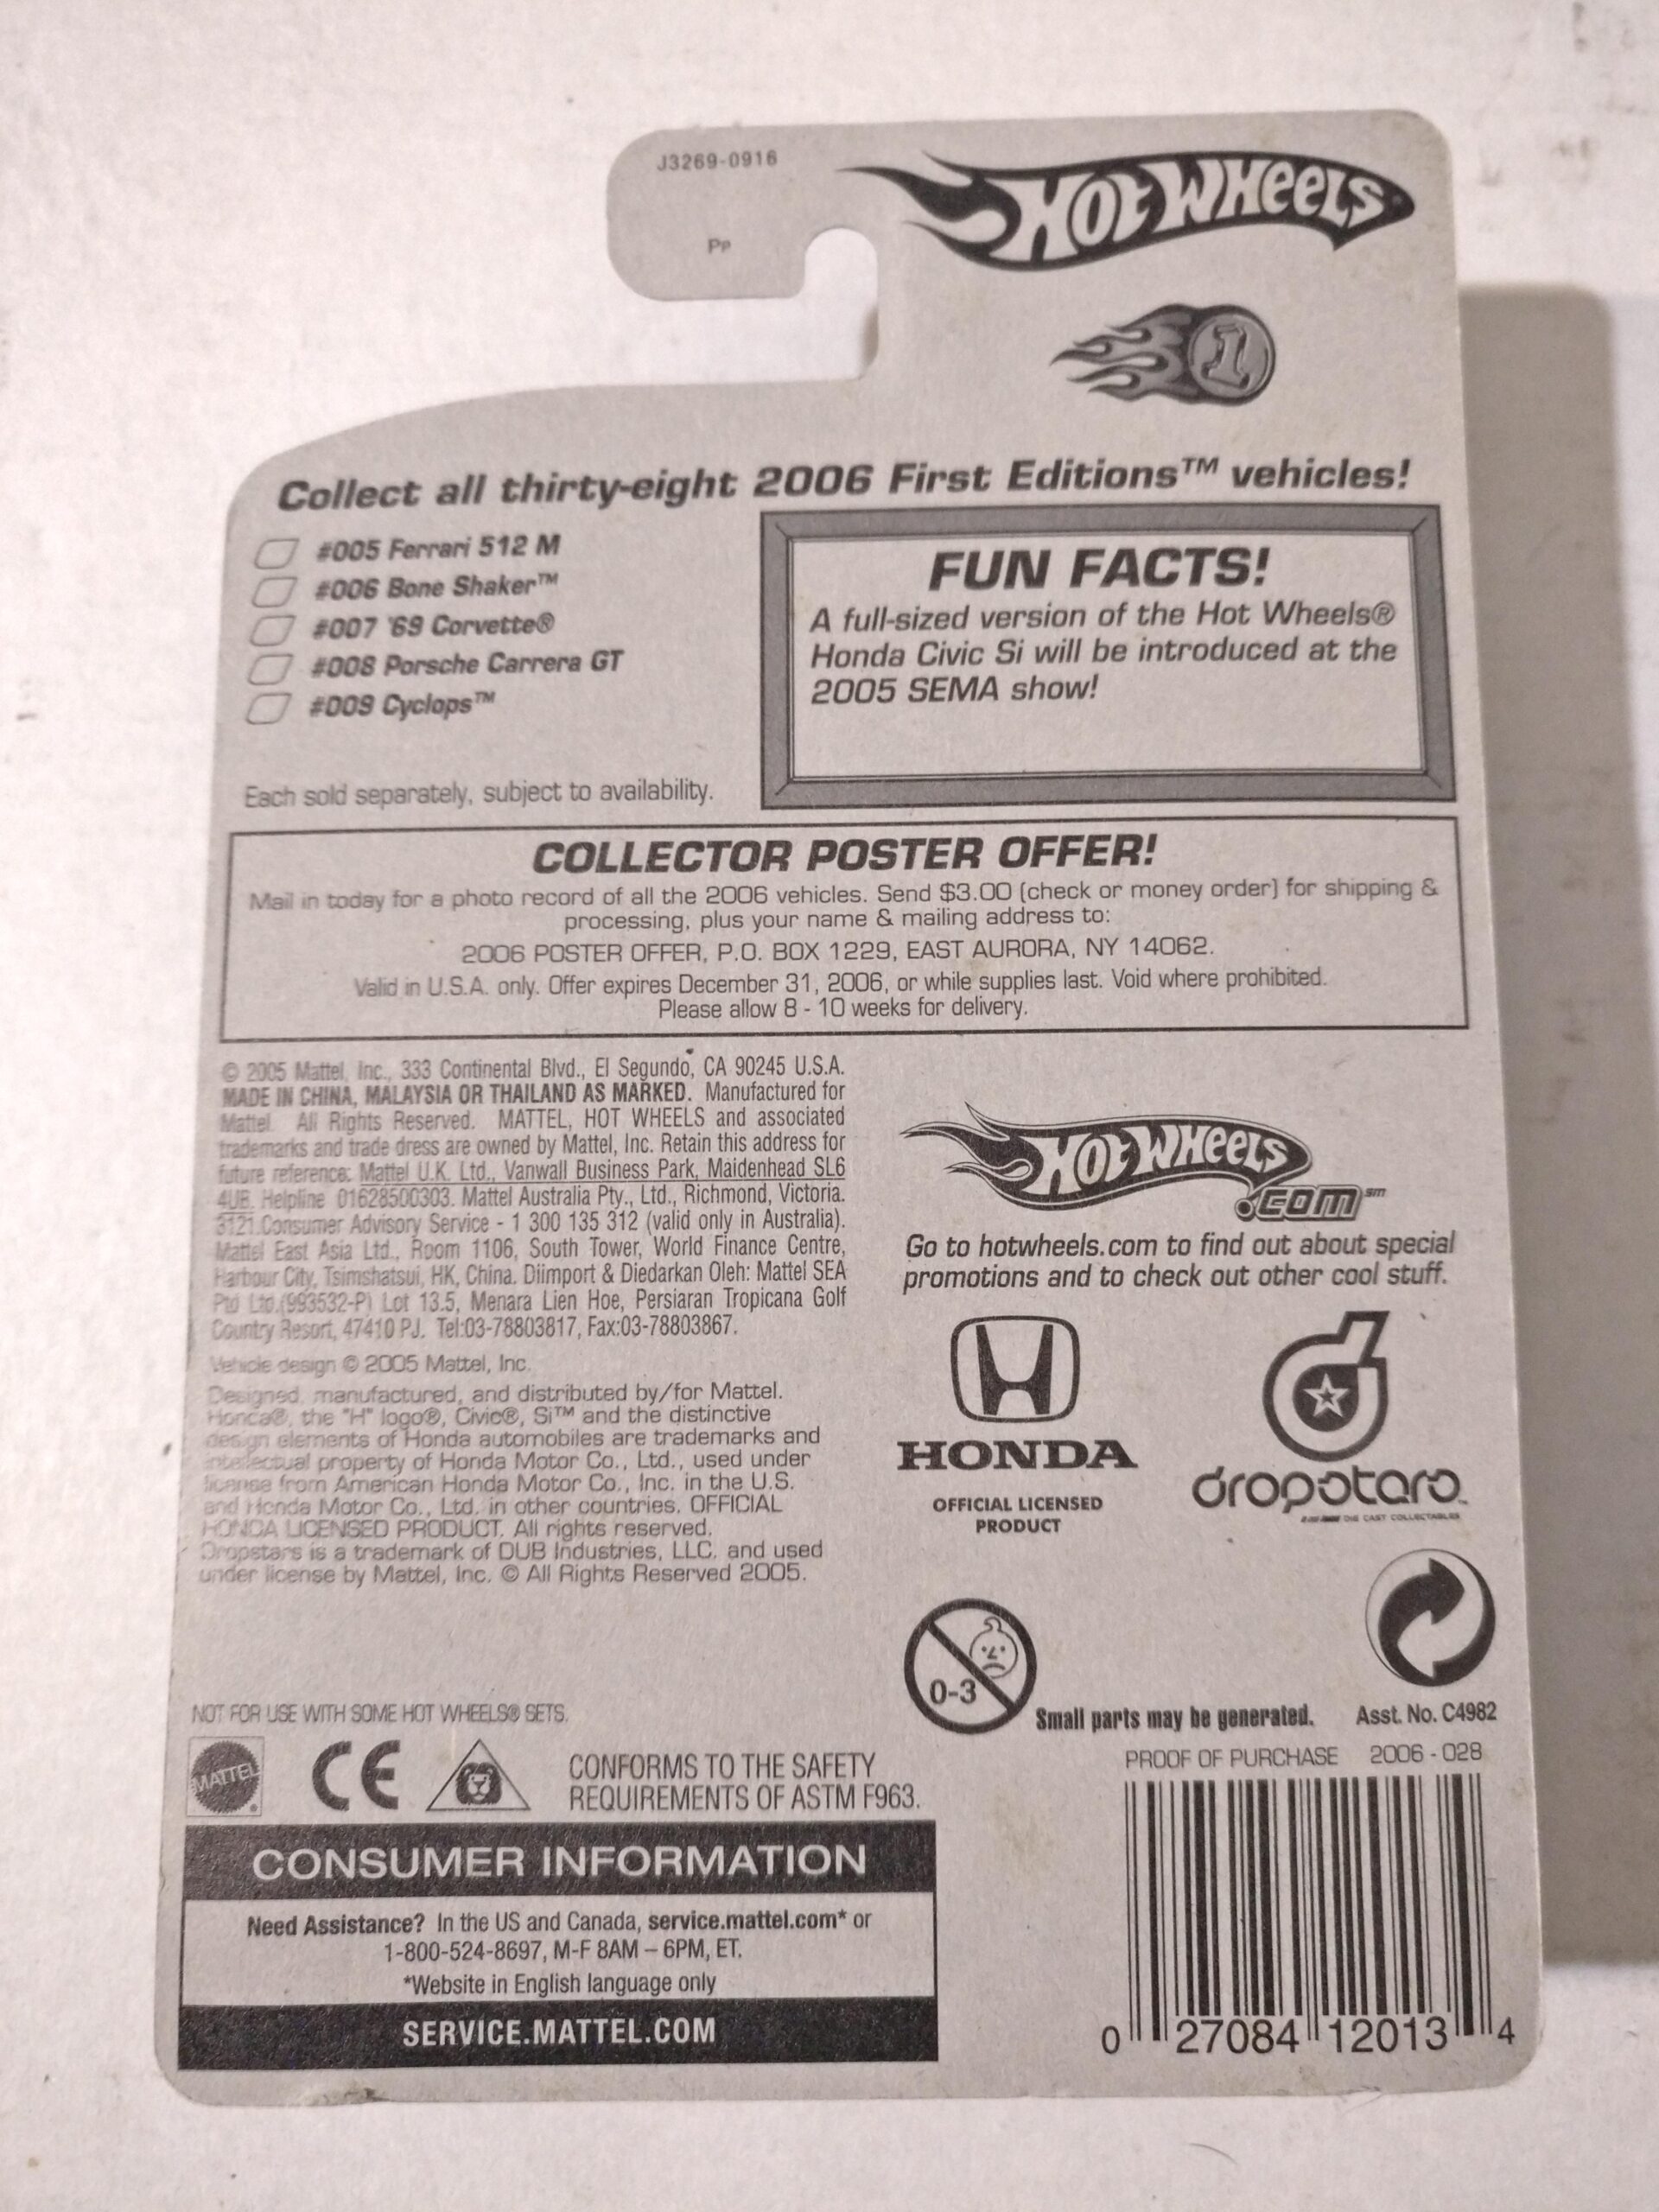 J3269-0916
Pp
HOT WHEELS
1
Collect all thirty-eight 2006 First Editions™ vehicles!
#005 Ferrari 512 M
#006 Bone Shaker™
#007 '69 Corvette®
#008 Porsche Carrera GT
#009 Cyclops™
Each sold separately, subject to availability.
FUN FACTS!
A full-sized version of the Hot Wheels®
Honda Civic Si will be introduced at the
2005 SEMA show!
COLLECTOR POSTER OFFER!
Mail in today for a photo record of all the 2006 vehicles. Send $3.00 (check or money order) for shipping &
processing, plus your name & mailing address to:
2006 POSTER OFFER, P.O. BOX 1229, EAST AURORA, NY 14062.
Valid in U.S.A. only. Offer expires December 31, 2006, or while supplies last. Void where prohibited.
Please allow 8 - 10 weeks for delivery.
© 2005 Mattel, Inc., 333 Continental Blvd., El Segundo, CA 90245 U.S.A.
MADE IN CHINA, MALAYSIA OR THAILAND AS MARKED. Manufactured for
Mattel. All Rights Reserved. MATTEL, HOT WHEELS and associated
trademarks and trade dress are owned by Mattel, Inc. Retain this address for
future reference: Mattel U.K. Ltd., Vanwall Business Park, Maidenhead SL6
4UB. Helpline 01628500303. Mattel Australia Pty., Ltd., Richmond, Victoria.
3121.Consumer Advisory Service - 1 300 135 312 (valid only in Australia).
Mattel East Asia Ltd., Room 1106, South Tower, World Finance Centre,
Harbour City, Tsimshatsui, HK, China. Diimport & Diedarkan Oleh: Mattel SEA
Ptd Ltd.(993532-P) Lot 13.5, Menara Lien Hoe, Persiaran Tropicana Golf
Country Resort, 47410 PJ. Tel:03-78803817, Fax:03-78803867.
Vehicle design © 2005 Mattel, Inc.
Designed, manufactured, and distributed by/for Mattel.
Honda®, the "H" logo®, Civic®, Si™ and the distinctive
design elements of Honda automobiles are trademarks and
intellectual property of Honda Motor Co., Ltd., used under
license from American Honda Motor Co., Inc. in the U.S.
and Honda Motor Co., Ltd. in other countries. OFFICIAL
HONDA LICENSED PRODUCT. All rights reserved.
Dropstars is a trademark of DUB Industries, LLC. and used
under license by Mattel, Inc. © All Rights Reserved 2005.
HOT WHEELS
.COM℠
Go to hotwheels.com to find out about special
promotions and to check out other cool stuff.
HONDA
OFFICIAL LICENSED
PRODUCT
dropstars™
DIE CAST COLLECTABLES
0-3
Small parts may be generated.
Asst. No. C4982
NOT FOR USE WITH SOME HOT WHEELS® SETS.
MATTEL
CE
CONFORMS TO THE SAFETY
REQUIREMENTS OF ASTM F963.
PROOF OF PURCHASE 2006 - 028
CONSUMER INFORMATION
Need Assistance? In the US and Canada, service.mattel.com* or
1-800-524-8697, M-F 8AM – 6PM, ET.
*Website in English language only
SERVICE.MATTEL.COM
0 27084 12013 4